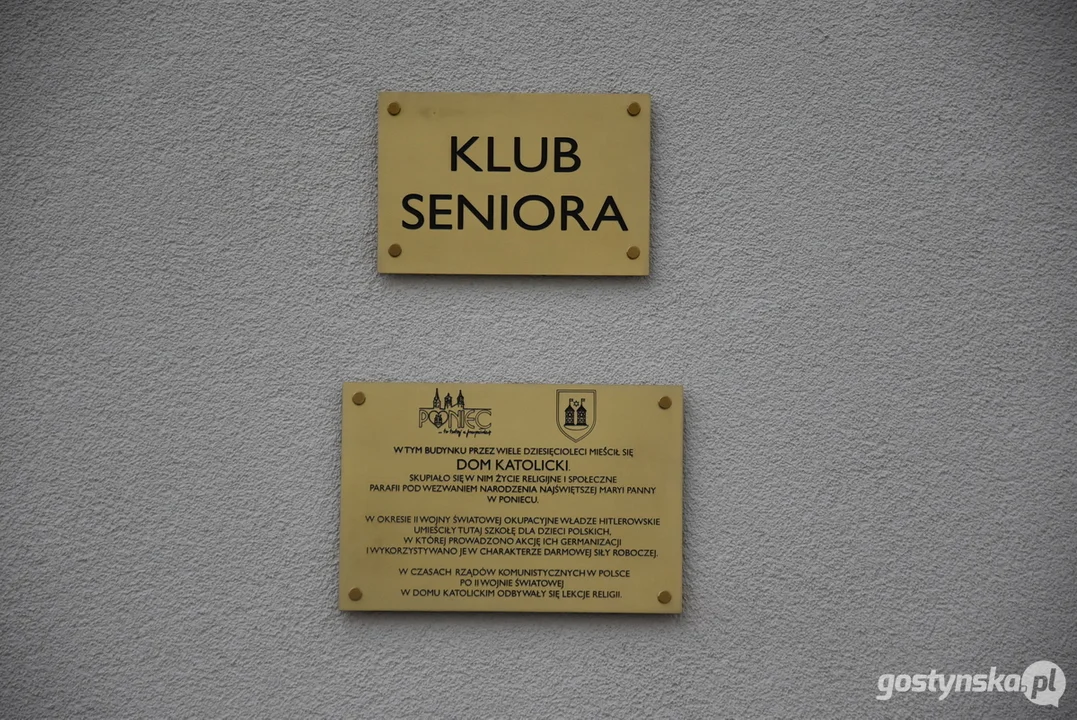 KLUB
SENIORA
PONIEC
W TYM BUDYNKU PRZEZ WIELE DZIESIĘCIOLECI MIEŚCIŁ SIĘ
DOM KATOLICKI.
SKUPIAŁO SIĘ W NIM ŻYCIE RELIGIJNE I SPOŁECZNE
PARAFII POD WEZWANIEM NARODZENIA NAJŚWIĘTSZEJ MARYI PANNY
W PONIECU.
W OKRESIE II WOJNY ŚWIATOWEJ OKUPACYJNE WŁADZE HITLEROWSKIE
UMIEŚCIŁY TUTAJ SZKOŁĘ DLA DZIECI POLSKICH,
W KTÓREJ PROWADZONO AKCJĘ ICH GERMANIZACJI
I WYKORZYSTYWANO JE W CHARAKTERZE DARMOWEJ SIŁY ROBOCZEJ.
W CZASACH RZĄDÓW KOMUNISTYCZNYCH W POLSCE
PO II WOJNIE ŚWIATOWEJ
W DOMU KATOLICKIM ODBYWAŁY SIĘ LEKCJE RELIGII.
gostynska.pl